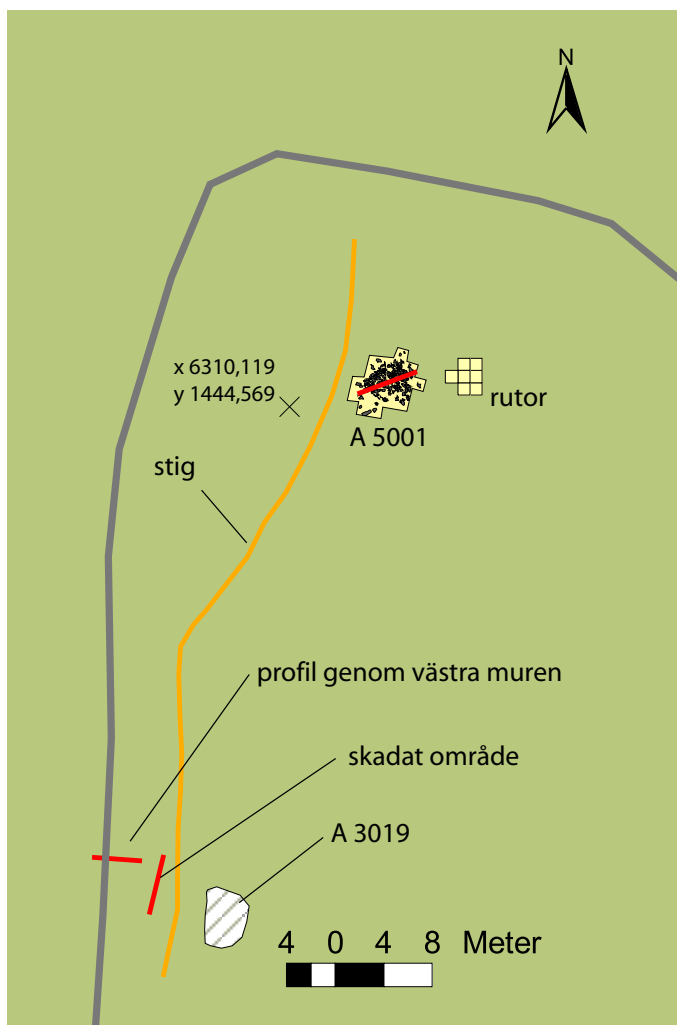 N
x 6310,119
y 1444,569
rutor
A 5001
stig
profil genom västra muren
skadat område
A 3019
4 0 4 8 Meter